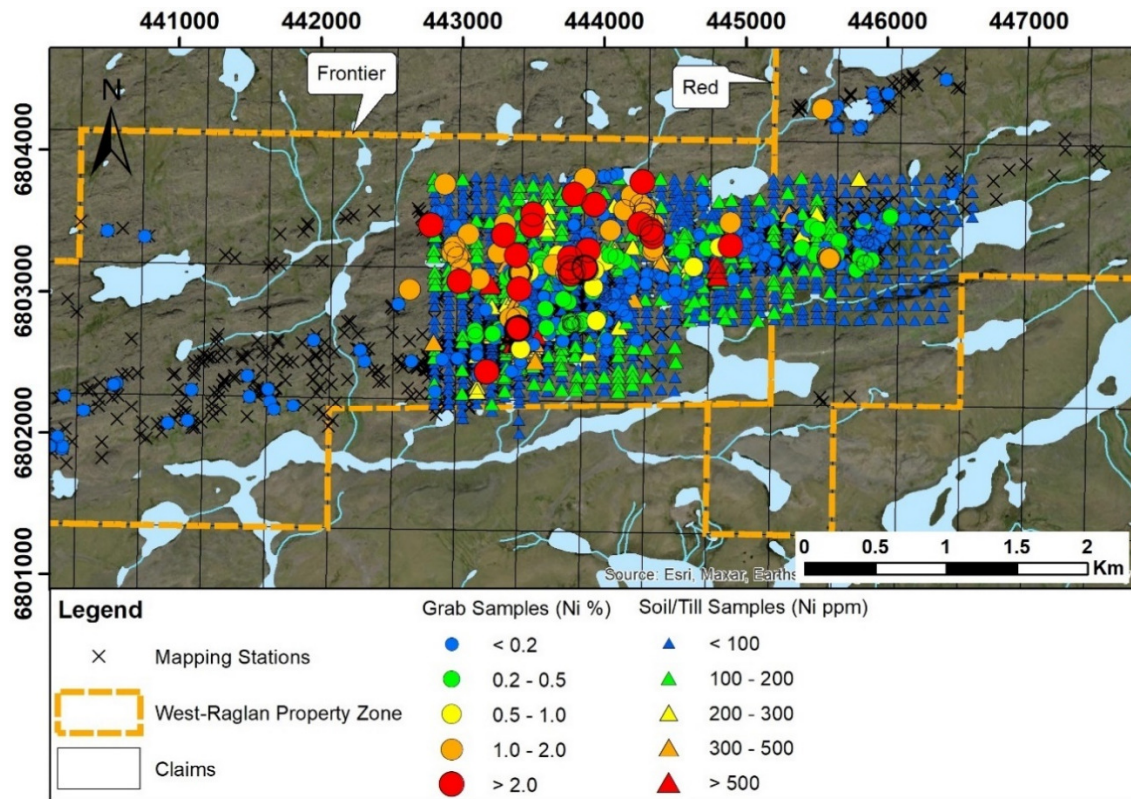 441000 442000 443000 444000 445000 446000 447000
Frontier
Red
N
6804000
6803000
6802000
6801000
0 0.5 1 1.5 2
Km
Source: Esri, Maxar, Earths
Legend
Mapping Stations
West-Raglan Property Zone
Claims
Grab Samples (Ni %)
< 0.2
0.2 - 0.5
0.5 - 1.0
1.0 - 2.0
> 2.0
Soil/Till Samples (Ni ppm)
< 100
100 - 200
200 - 300
300 - 500
> 500